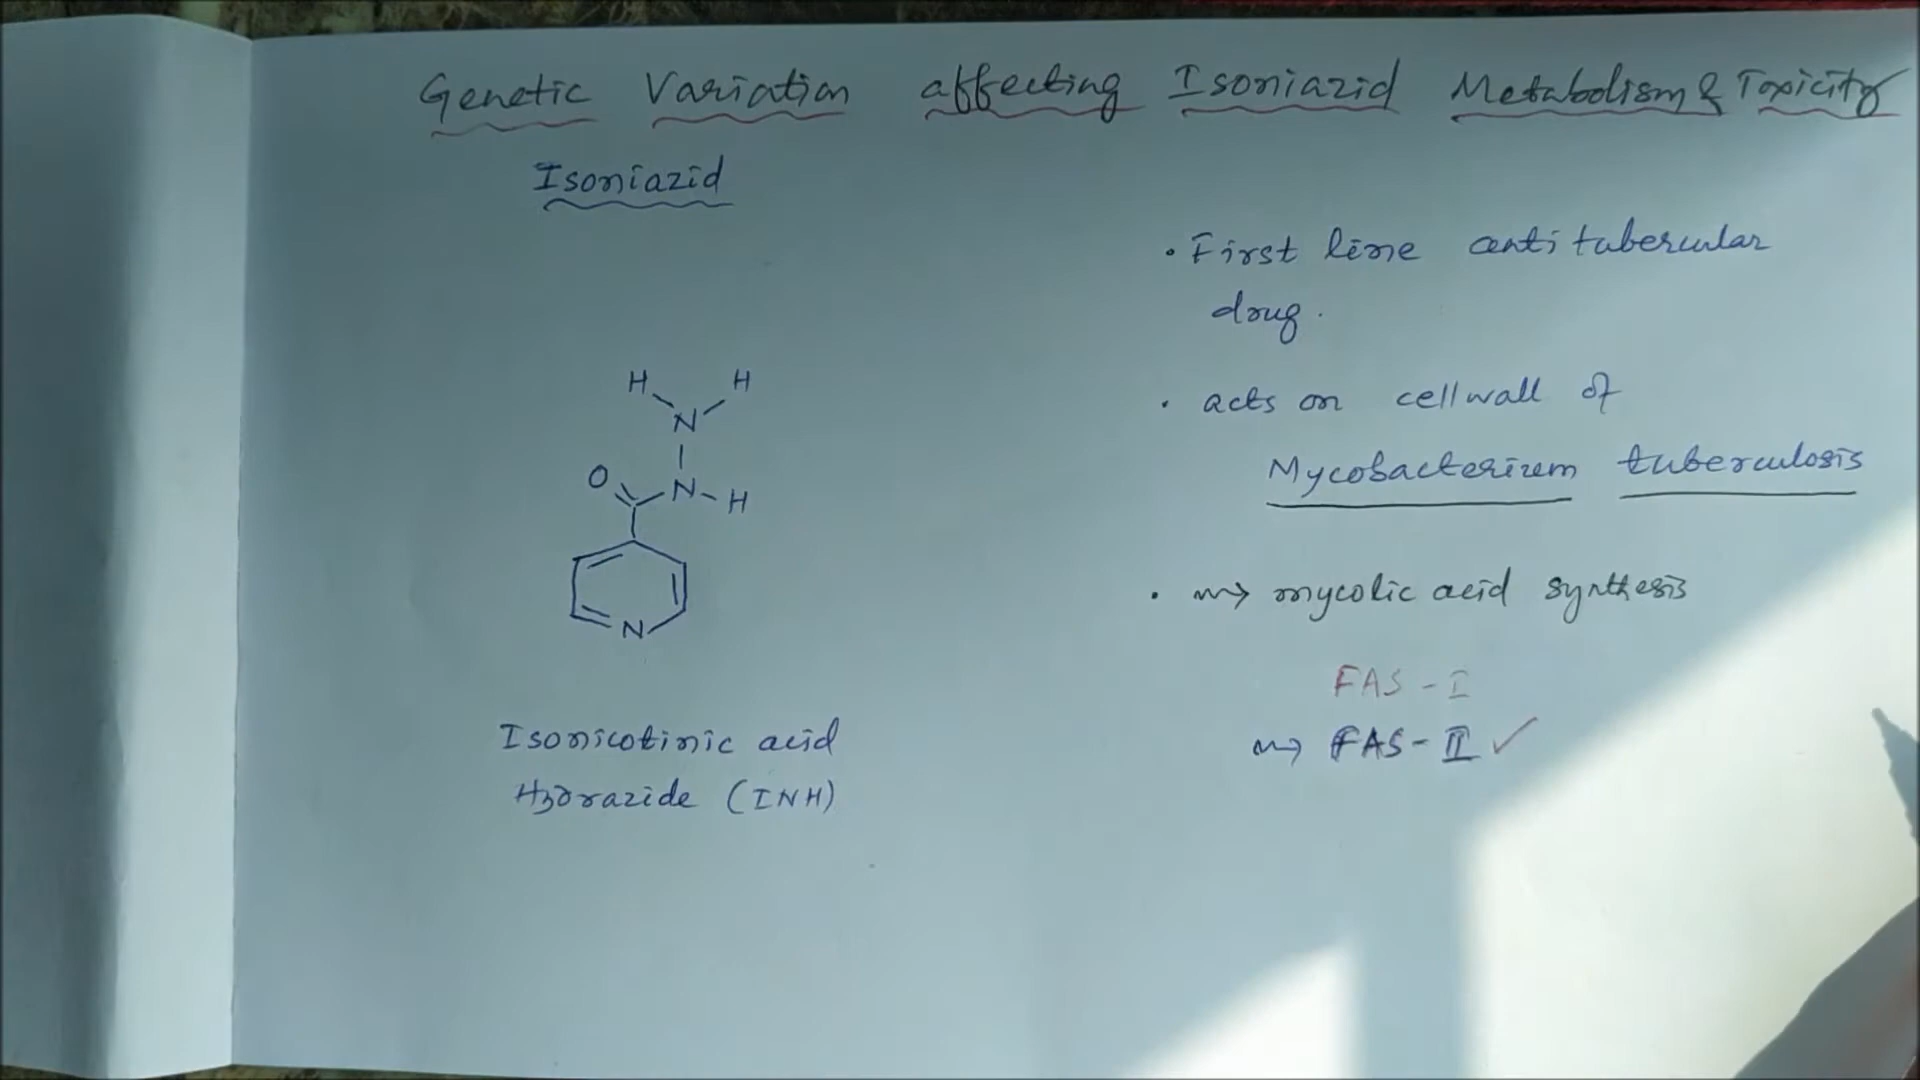 Genetic Variation affecting Isoniazid Metabolism & Toxicity
Isoniazid
• First line antitubercular
drug.
• acts on cellwall of
Mycobacterium tuberculosis
• ⇝ mycolic acid synthesis
FAS - I
⇝ FAS - II ✓
H H
N
O N - H
N
Isonicotinic acid
Hydrazide (INH)